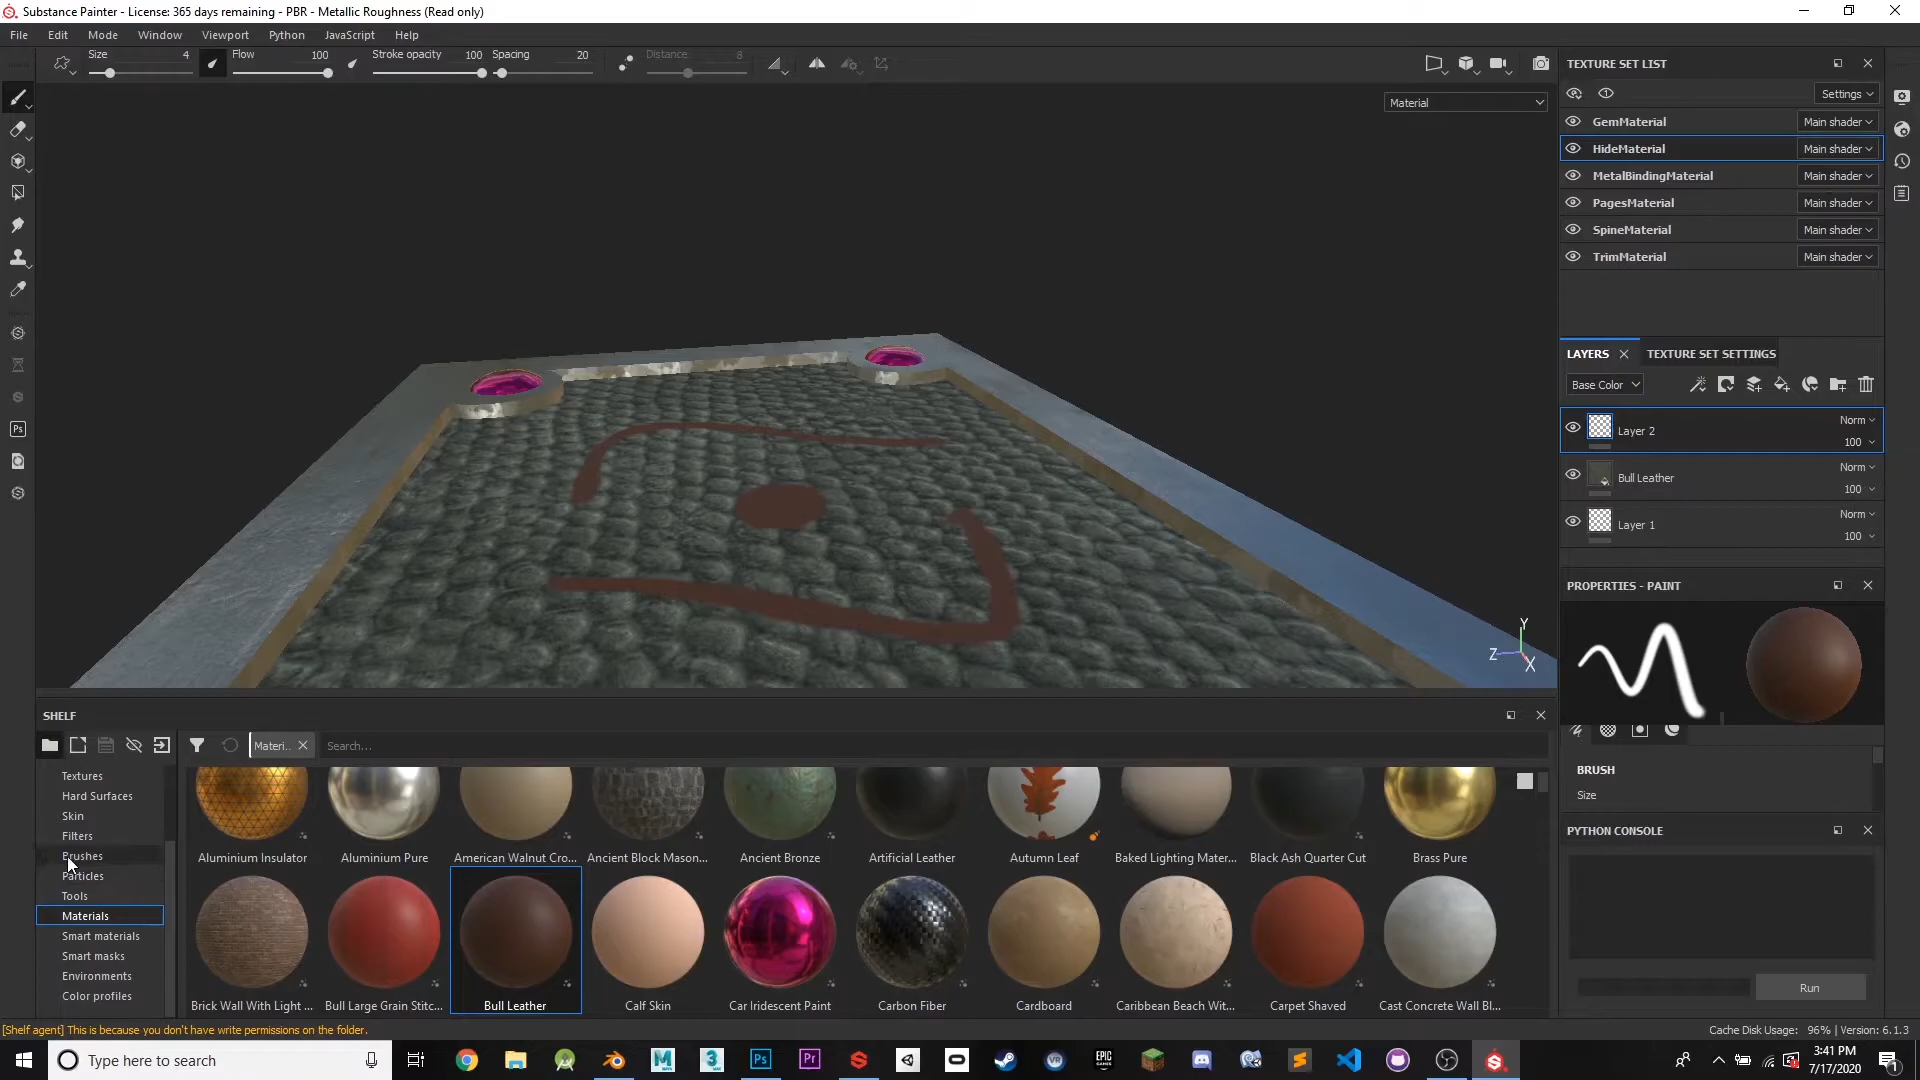 Substance Painter - License: 365 days remaining - PBR - Metallic Roughness (Read only)
File Edit Mode Window Viewport Python JavaScript Help
Size 4 Flow 100 Stroke opacity 100 Spacing 20 Distance 8
Material
TEXTURE SET LIST
Settings
GemMaterial Main shader
HideMaterial Main shader
MetalBindingMaterial Main shader
PagesMaterial Main shader
SpineMaterial Main shader
TrimMaterial Main shader
LAYERS TEXTURE SET SETTINGS
Base Color
Layer 2 Norm 100
Bull Leather Norm 100
Layer 1 Norm 100
PROPERTIES - PAINT
BRUSH
Size
PYTHON CONSOLE
Run
Y
Z
X
SHELF
Materi.. Search...
Textures
Hard Surfaces
Skin
Filters
Brushes
Particles
Tools
Materials
Smart materials
Smart masks
Environments
Color profiles
Aluminium Insulator Aluminium Pure American Walnut Cro... Ancient Block Mason... Ancient Bronze Artificial Leather Autumn Leaf Baked Lighting Mater... Black Ash Quarter Cut Brass Pure
Brick Wall With Light ... Bull Large Grain Stitc... Bull Leather Calf Skin Car Iridescent Paint Carbon Fiber Cardboard Caribbean Beach Wit... Carpet Shaved Cast Concrete Wall Bl...
[Shelf agent] This is because you don't have write permissions on the folder.
Cache Disk Usage: 96% | Version: 6.1.3
Type here to search
3:41 PM
7/17/2020